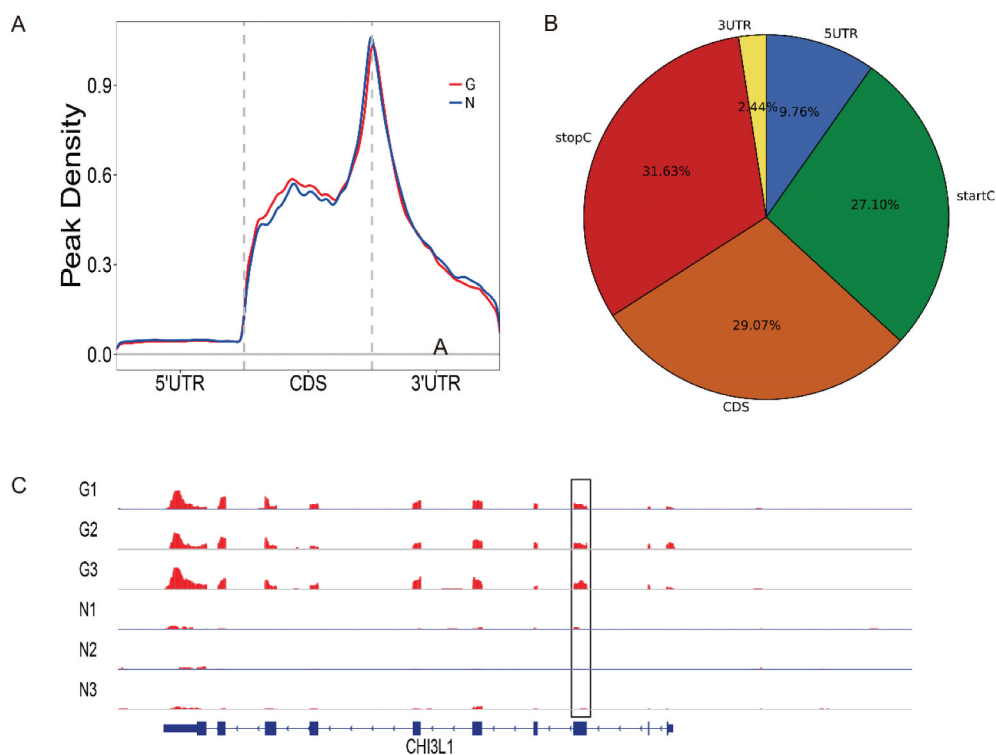 A
Peak Density
0.9
0.6
0.3
0.0
G
N
A
5'UTR CDS 3'UTR
B
3UTR
5UTR
2.44%
9.76%
stopC
31.63%
27.10%
startC
29.07%
CDS
C
G1
G2
G3
N1
N2
N3
CHI3L1